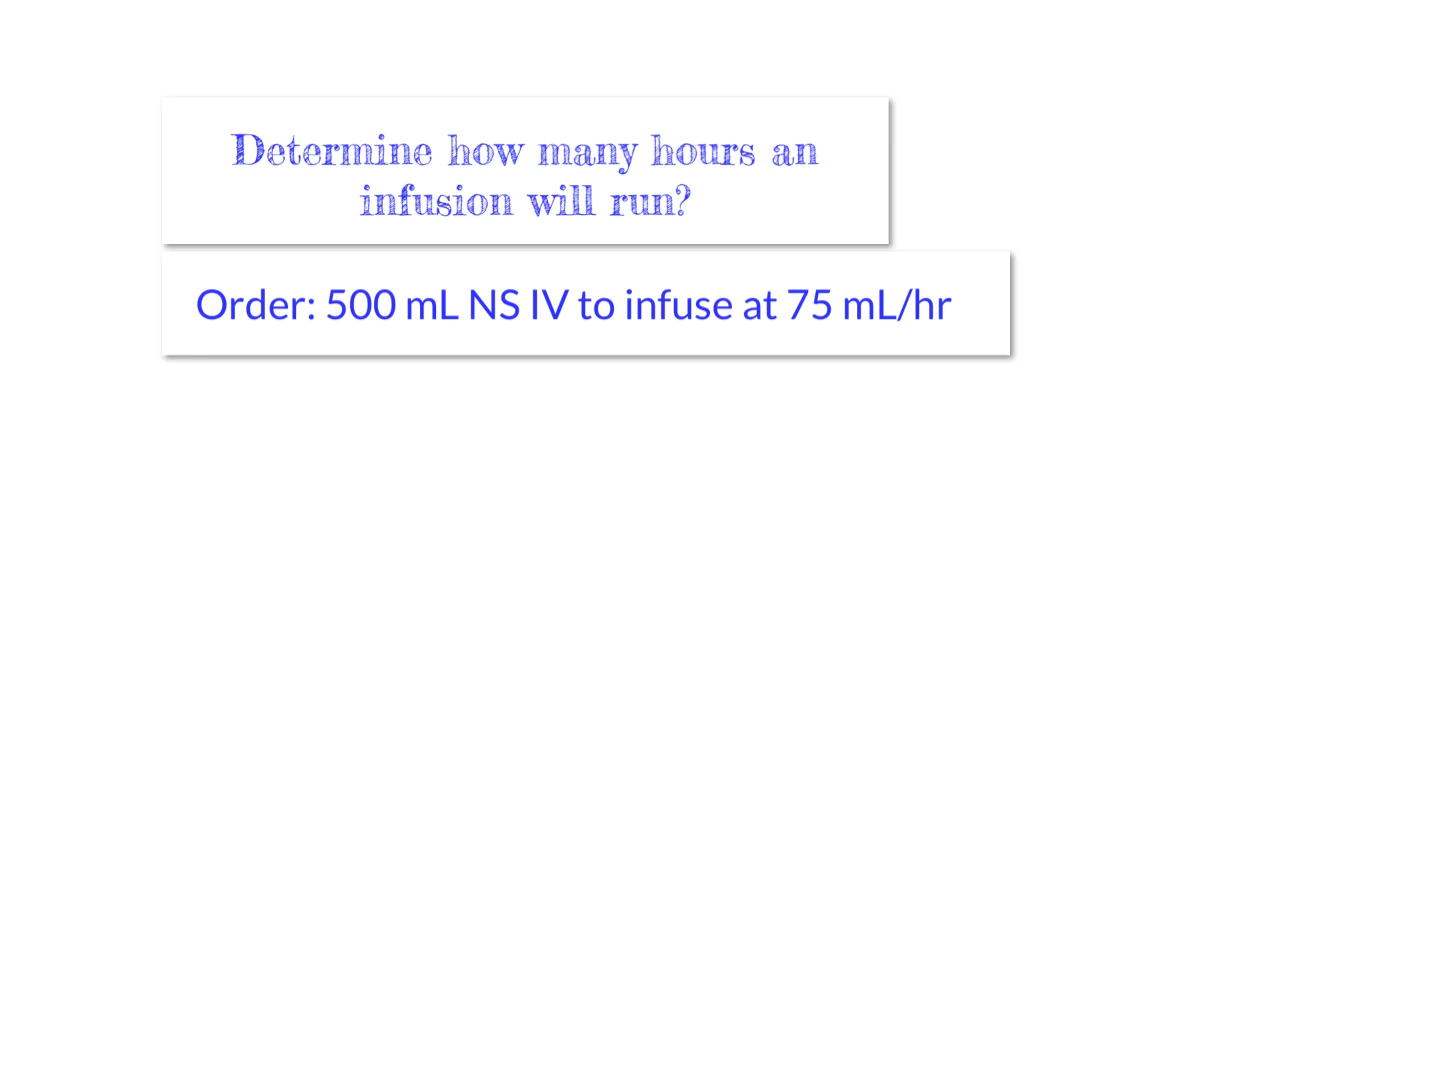 Determine how many hours an
infusion will run?
Order: 500 mL NS IV to infuse at 75 mL/hr